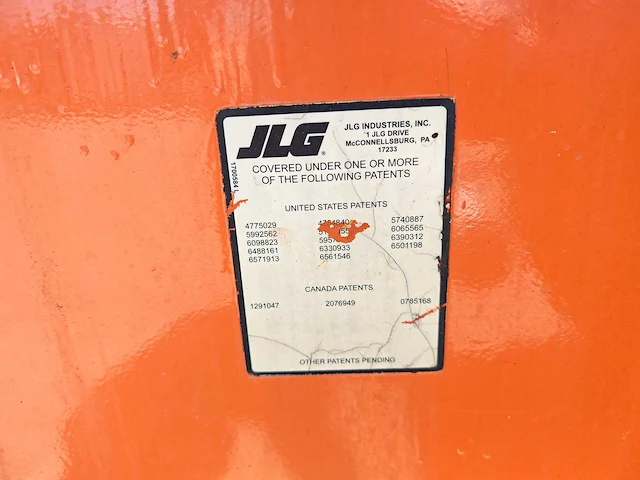 JLG
JLG INDUSTRIES, INC.
1 JLG DRIVE
McCONNELLSBURG, PA
17233
COVERED UNDER ONE OR MORE
OF THE FOLLOWING PATENTS
1700584 L
UNITED STATES PATENTS
4775029 5740887
5992562 6065565
6098823 6390312
6488161 6330933 6501198
6571913 6561546
CANADA PATENTS
1291047 2076949 0785168
OTHER PATENTS PENDING